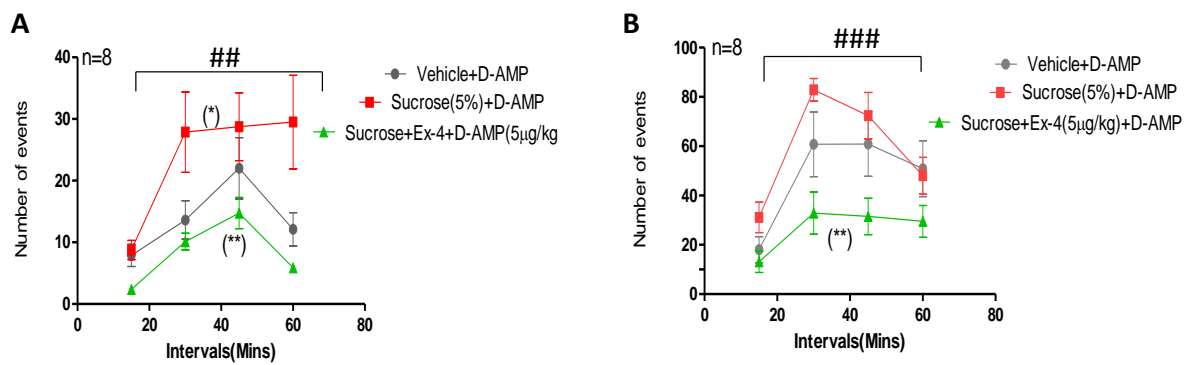 A
n=8
##
(*)
(**)
Vehicle+D-AMP
Sucrose(5%)+D-AMP
Sucrose+Ex-4+D-AMP(5μg/kg
Number of events
40
30
20
10
0
0 20 40 60 80
Intervals(Mins)
B
n=8
###
(**)
Vehicle+D-AMP
Sucrose(5%)+D-AMP
Sucrose+Ex-4(5μg/kg)+D-AMP
Number of events
100
80
60
40
20
0
0 20 40 60 80
Intervals(Mins)